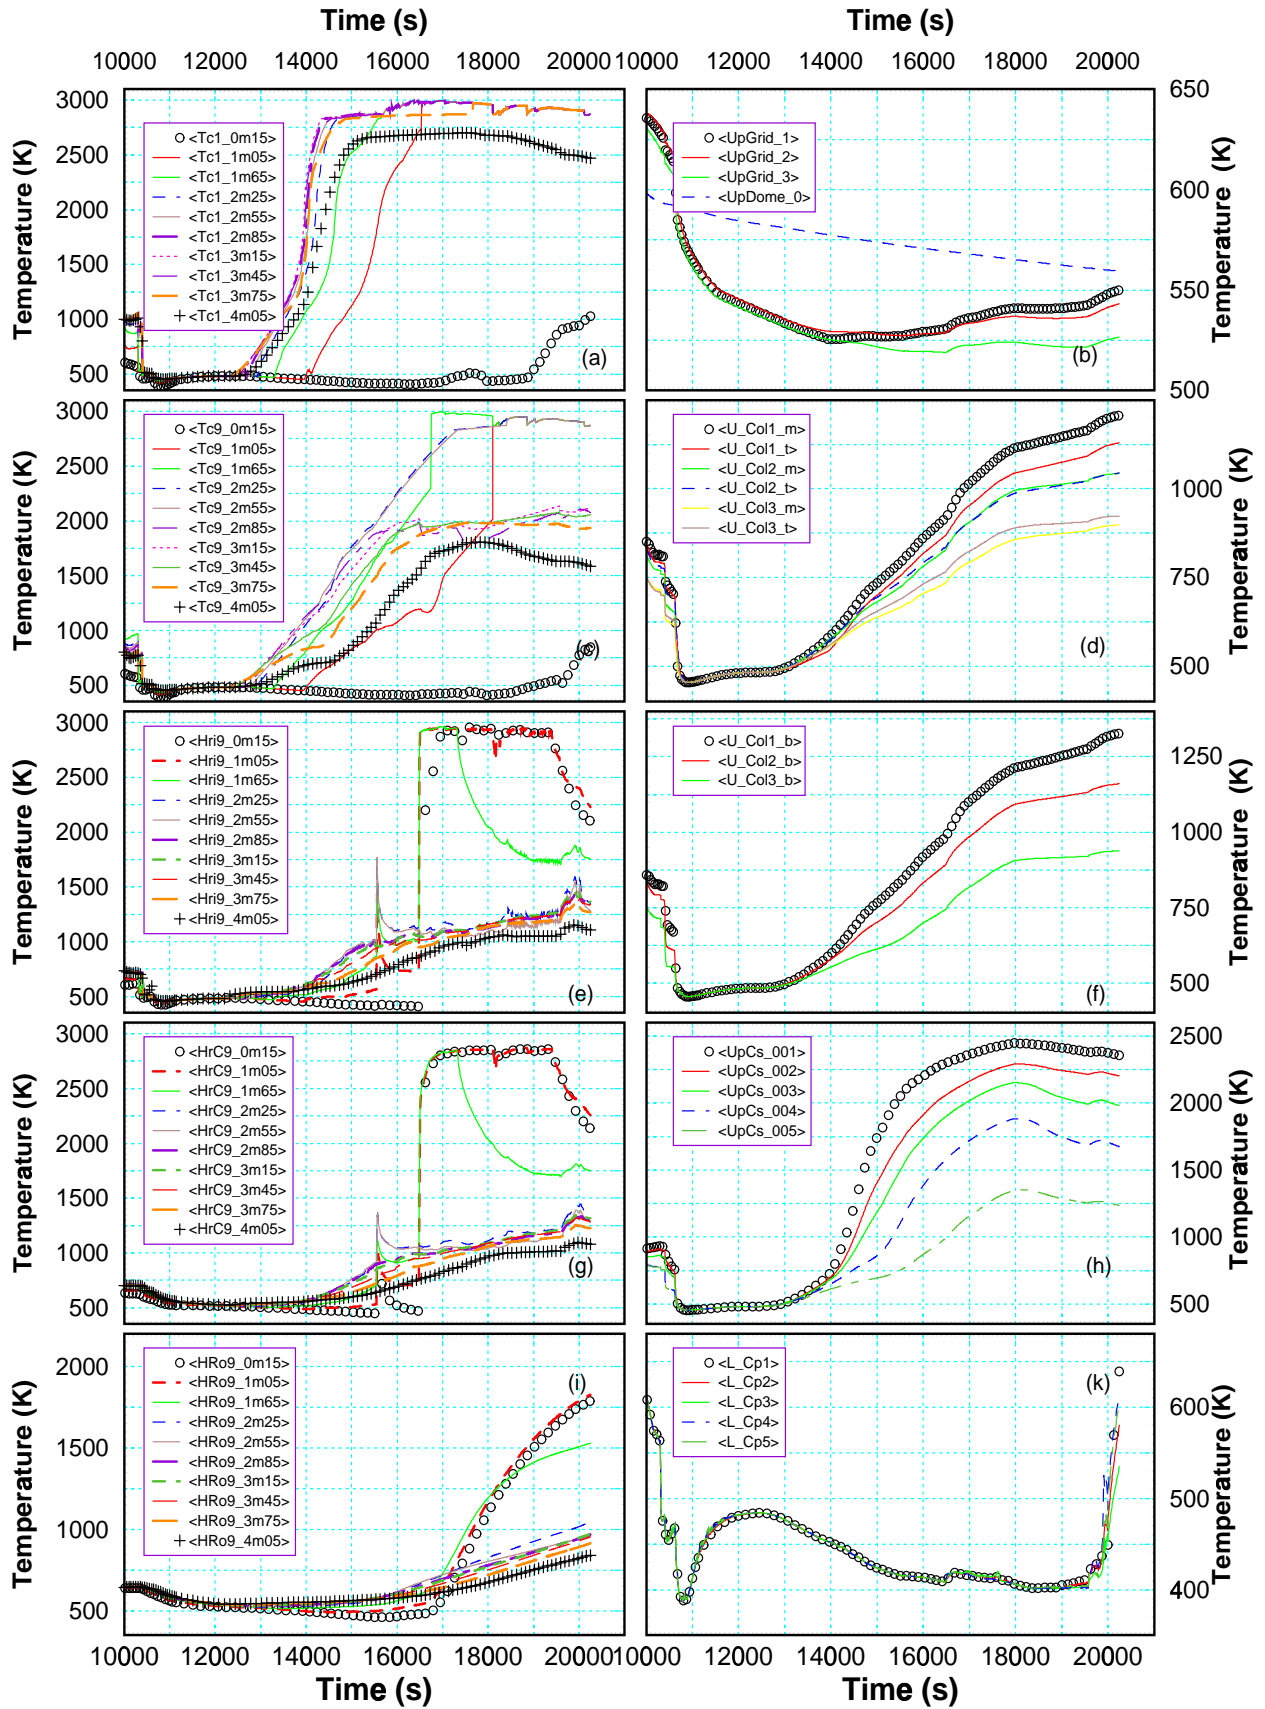 Time (s) Time (s)
10000 12000 14000 16000 18000 20000 10000 12000 14000 16000 18000 20000
Temperature (K)
3000
2500
2000
1500
1000
500
<Tc1_0m15>
<Tc1_1m05>
<Tc1_1m65>
<Tc1_2m25>
<Tc1_2m55>
<Tc1_2m85>
<Tc1_3m15>
<Tc1_3m45>
<Tc1_3m75>
<Tc1_4m05>
(a)
<UpGrid_1>
<UpGrid_2>
<UpGrid_3>
<UpDome_0>
(b)
650
600
550
500
Temperature (K)
Temperature (K)
3000
2500
2000
1500
1000
500
<Tc9_0m15>
<Tc9_1m05>
<Tc9_1m65>
<Tc9_2m25>
<Tc9_2m55>
<Tc9_2m85>
<Tc9_3m15>
<Tc9_3m45>
<Tc9_3m75>
<Tc9_4m05>
(c)
<U_Col1_m>
<U_Col1_t>
<U_Col2_m>
<U_Col2_t>
<U_Col3_m>
<U_Col3_t>
(d)
1000
750
500
Temperature (K)
Temperature (K)
3000
2500
2000
1500
1000
500
<Hri9_0m15>
<Hri9_1m05>
<Hri9_1m65>
<Hri9_2m25>
<Hri9_2m55>
<Hri9_2m85>
<Hri9_3m15>
<Hri9_3m45>
<Hri9_3m75>
<Hri9_4m05>
(e)
<U_Col1_b>
<U_Col2_b>
<U_Col3_b>
(f)
1250
1000
750
500
Temperature (K)
Temperature (K)
3000
2500
2000
1500
1000
500
<HrC9_0m15>
<HrC9_1m05>
<HrC9_1m65>
<HrC9_2m25>
<HrC9_2m55>
<HrC9_2m85>
<HrC9_3m15>
<HrC9_3m45>
<HrC9_3m75>
<HrC9_4m05>
(g)
<UpCs_001>
<UpCs_002>
<UpCs_003>
<UpCs_004>
<UpCs_005>
(h)
2500
2000
1500
1000
500
Temperature (K)
Temperature (K)
2000
1500
1000
500
<HRo9_0m15>
<HRo9_1m05>
<HRo9_1m65>
<HRo9_2m25>
<HRo9_2m55>
<HRo9_2m85>
<HRo9_3m15>
<HRo9_3m45>
<HRo9_3m75>
<HRo9_4m05>
(i)
<L_Cp1>
<L_Cp2>
<L_Cp3>
<L_Cp4>
<L_Cp5>
(k)
600
500
400
Temperature (K)
10000 12000 14000 16000 18000 20000 10000 12000 14000 16000 18000 20000
Time (s) Time (s)